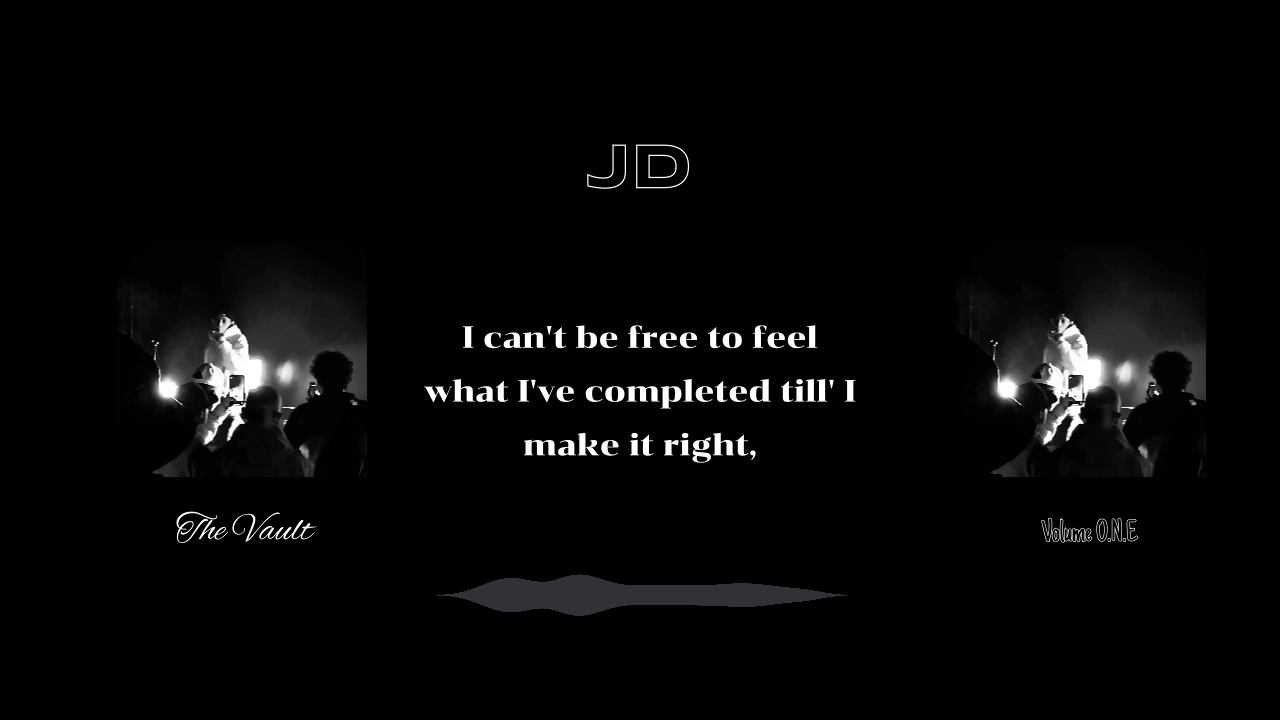 JD
I can't be free to feel
what I've completed till' I
make it right,
The Vault
Volume O.N.E